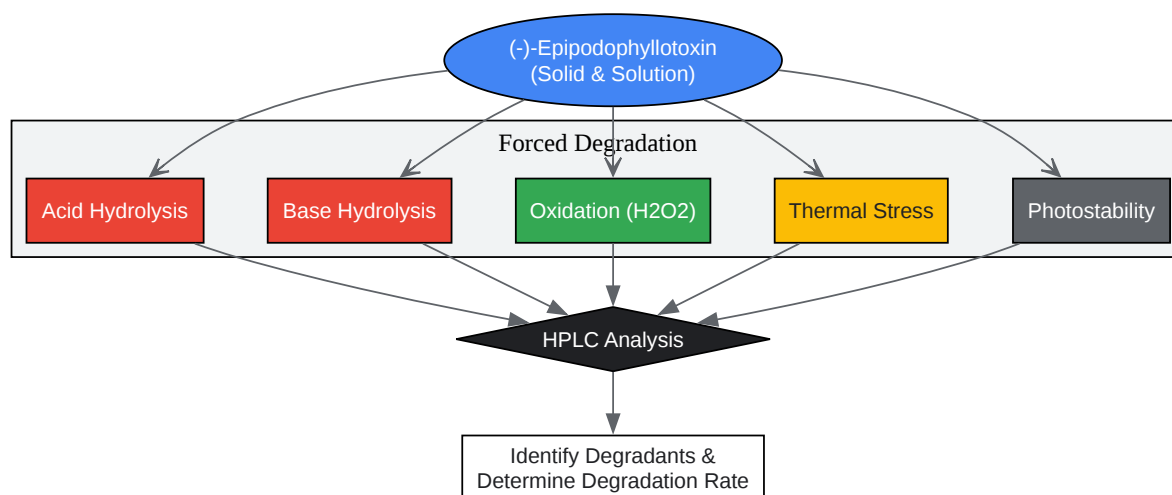 (-)-Epipodophyllotoxin
(Solid & Solution)
Forced Degradation
Acid Hydrolysis
Base Hydrolysis
Oxidation (H2O2)
Thermal Stress
Photostability
HPLC Analysis
Identify Degradants &
Determine Degradation Rate